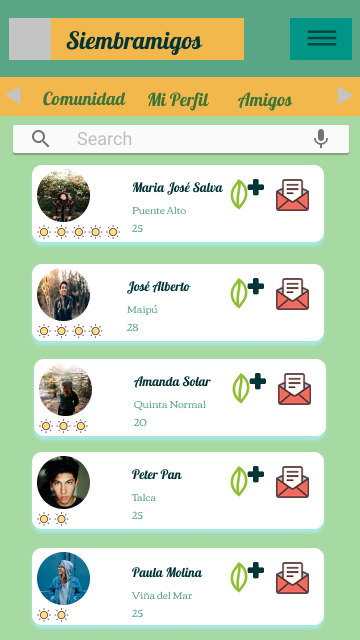 Siembramigos
Comunidad Mi Perfil Amigos
Search
Maria José Salva
Puente Alto
25
José Alberto
Maipú
28
Amanda Solar
Quinta Normal
20
Peter Pan
Talca
25
Paula Molina
Viña del Mar
25